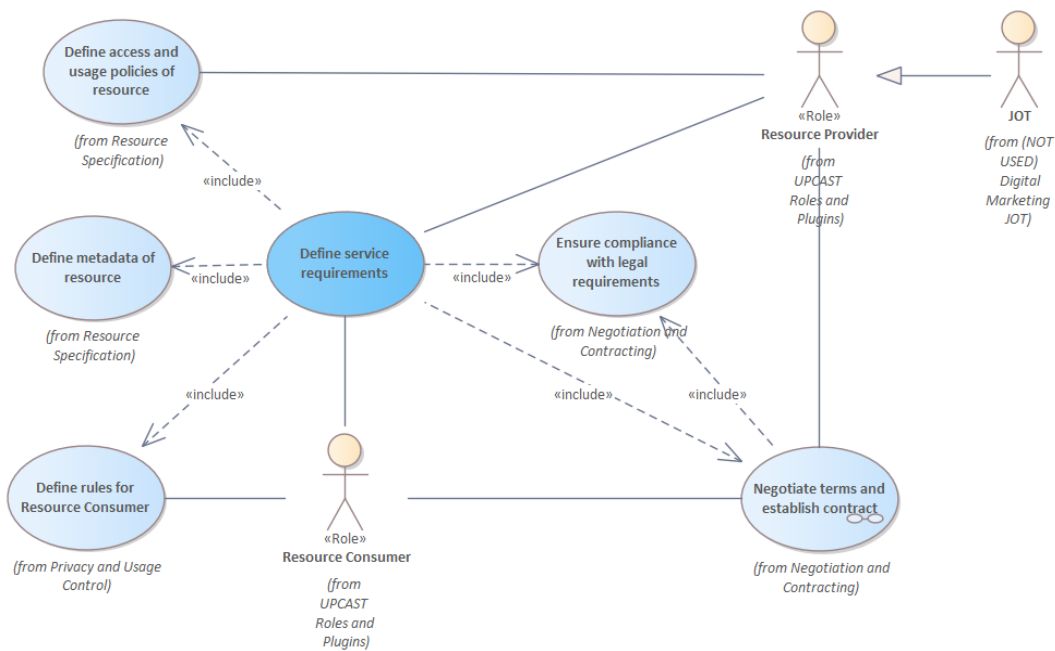 Define access and
usage policies of
resource
(from Resource
Specification)
«Role»
Resource Provider
(from
UPCAST
Roles and
Plugins)
JOT
(from (NOT
USED)
Digital
Marketing
JOT)
«include»
Define metadata of
resource
(from Resource
Specification)
«include»
Define service
requirements
«include»
Ensure compliance
with legal
requirements
(from Negotiation and
Contracting)
«include»
«include»
«include»
Define rules for
Resource Consumer
(from Privacy and Usage
Control)
«Role»
Resource Consumer
(from
UPCAST
Roles and
Plugins)
Negotiate terms and
establish contract
(from Negotiation and
Contracting)